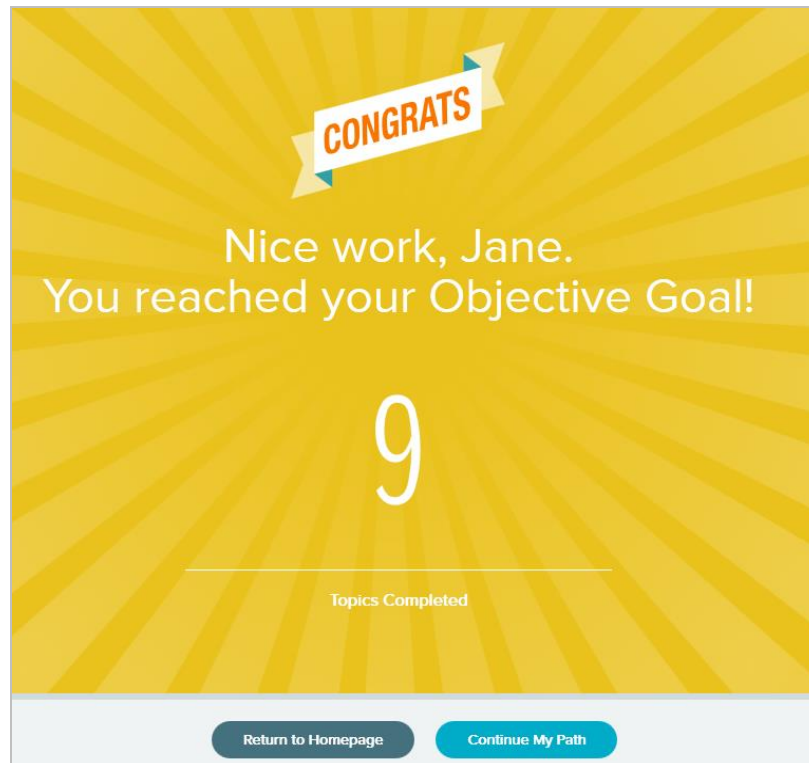 CONGRATS
Nice work, Jane.
You reached your Objective Goal!
9
Topics Completed
Return to Homepage
Continue My Path